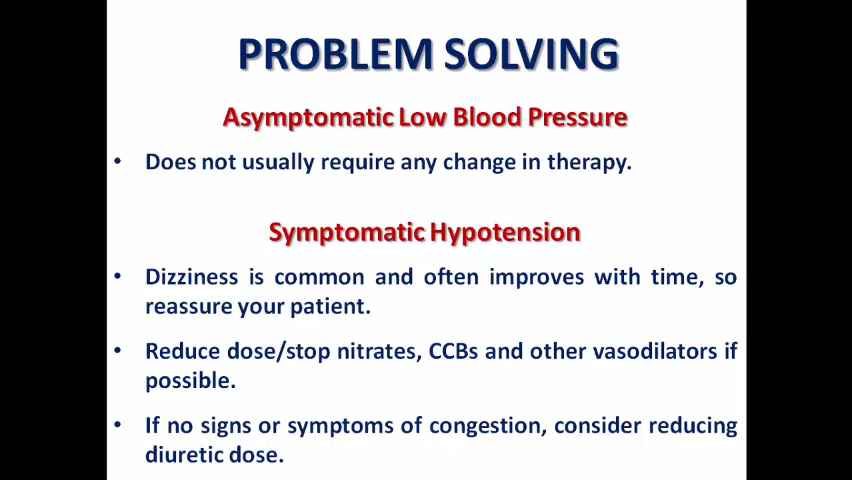 PROBLEM SOLVING
Asymptomatic Low Blood Pressure
• Does not usually require any change in therapy.
Symptomatic Hypotension
• Dizziness is common and often improves with time, so
reassure your patient.
• Reduce dose/stop nitrates, CCBs and other vasodilators if
possible.
• If no signs or symptoms of congestion, consider reducing
diuretic dose.